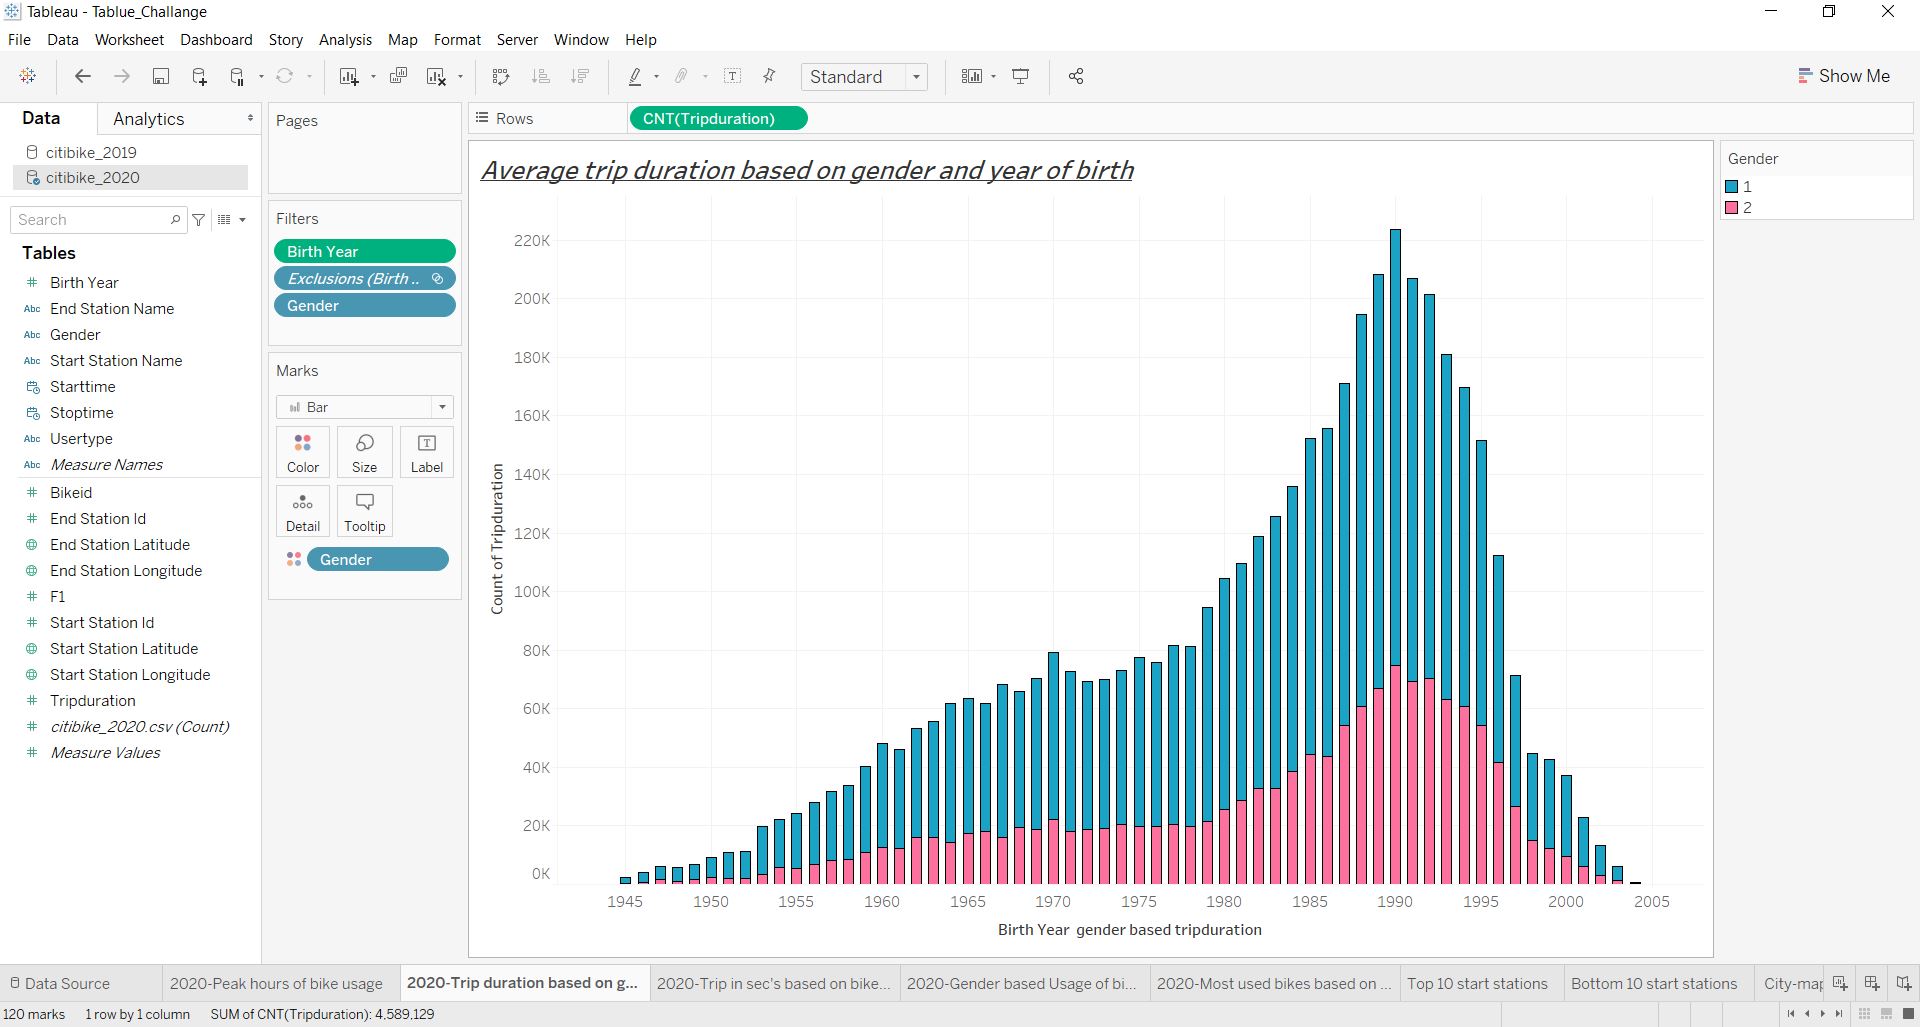 Tableau - Tablue_Challange
File Data Worksheet Dashboard Story Analysis Map Format Server Window Help
Standard
Show Me
Data
Analytics
citibike_2019
citibike_2020
Search
Tables
Birth Year
Abc End Station Name
Abc Gender
Abc Start Station Name
Starttime
Stoptime
Abc Usertype
Abc Measure Names
Bikeid
End Station Id
End Station Latitude
End Station Longitude
F1
Start Station Id
Start Station Latitude
Start Station Longitude
Tripduration
citibike_2020.csv (Count)
Measure Values
Pages
Filters
Birth Year
Exclusions (Birth ..
Gender
Marks
Bar
Color Size Label
Detail Tooltip
Gender
Rows
CNT(Tripduration)
Average trip duration based on gender and year of birth
220K
200K
180K
160K
140K
120K
100K
80K
60K
40K
20K
0K
Count of Tripduration
1945 1950 1955 1960 1965 1970 1975 1980 1985 1990 1995 2000 2005
Birth Year gender based tripduration
Gender
1
2
Data Source
2020-Peak hours of bike usage
2020-Trip duration based on g...
2020-Trip in sec's based on bike...
2020-Gender based Usage of bi...
2020-Most used bikes based on ...
Top 10 start stations
Bottom 10 start stations
City-map
120 marks 1 row by 1 column SUM of CNT(Tripduration): 4,589,129